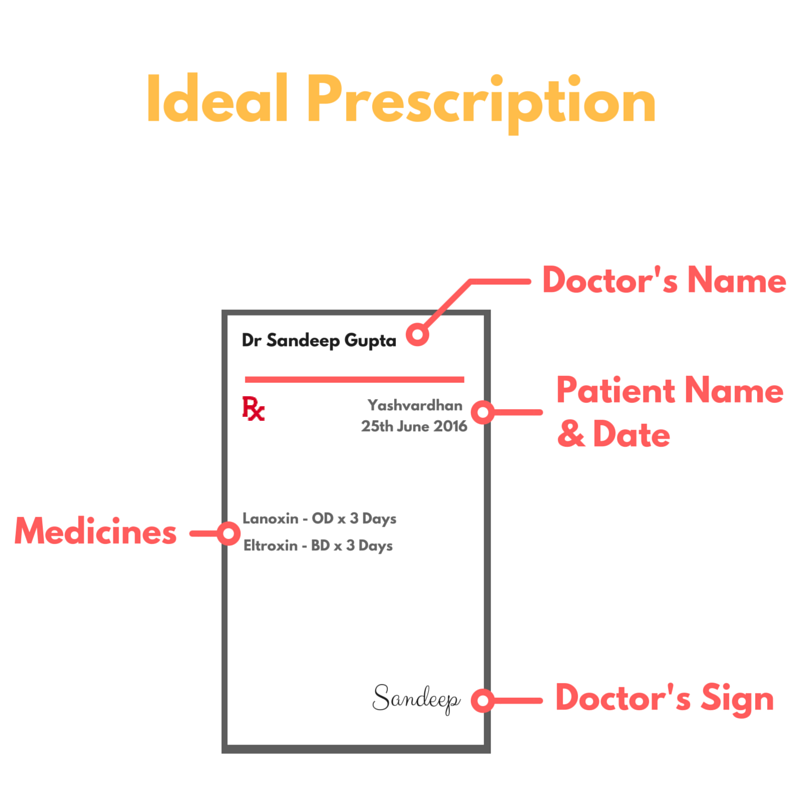 Ideal Prescription
Doctor's Name
Dr Sandeep Gupta
Rx
Yashvardhan
25th June 2016
Patient Name
& Date
Medicines
Lanoxin - OD x 3 Days
Eltroxin - BD x 3 Days
Sandeep
Doctor's Sign